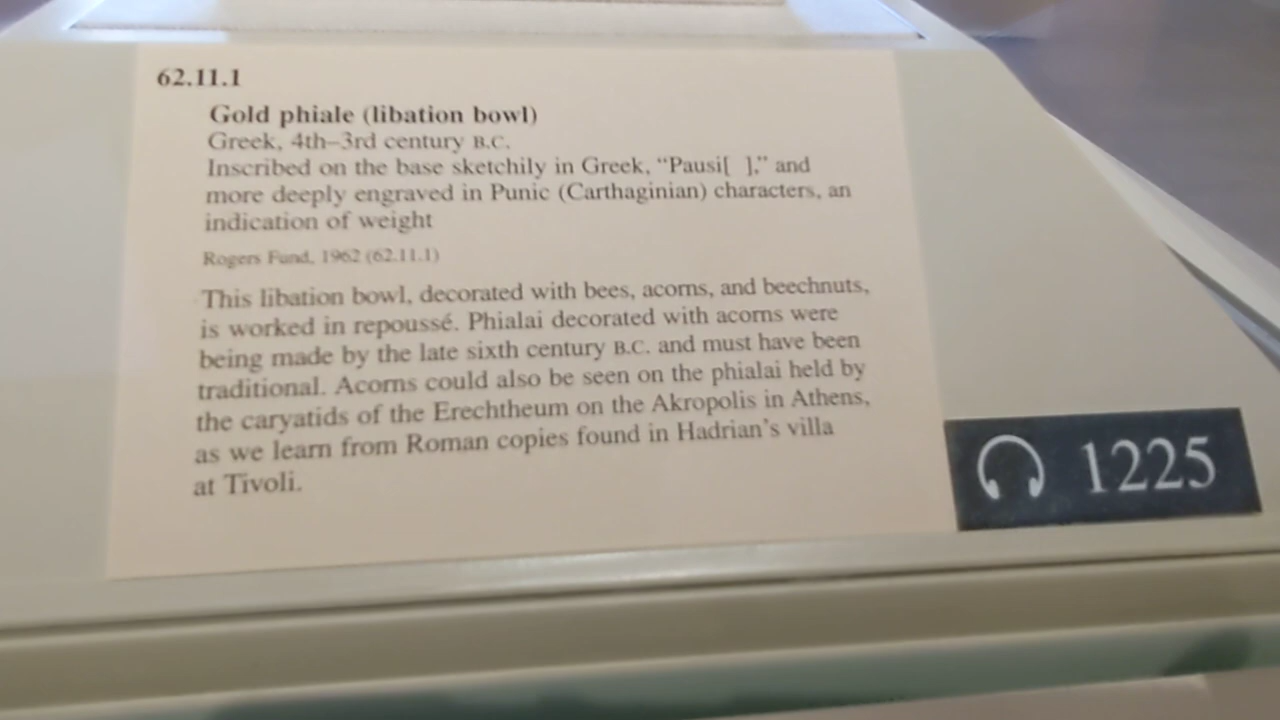 62.11.1
Gold phiale (libation bowl)
Greek, 4th–3rd century B.C.
Inscribed on the base sketchily in Greek, “Pausi[ ],” and
more deeply engraved in Punic (Carthaginian) characters, an
indication of weight
Rogers Fund, 1962 (62.11.1)
This libation bowl, decorated with bees, acorns, and beechnuts,
is worked in repoussé. Phialai decorated with acorns were
being made by the late sixth century B.C. and must have been
traditional. Acorns could also be seen on the phialai held by
the caryatids of the Erechtheum on the Akropolis in Athens,
as we learn from Roman copies found in Hadrian’s villa
at Tivoli.
1225